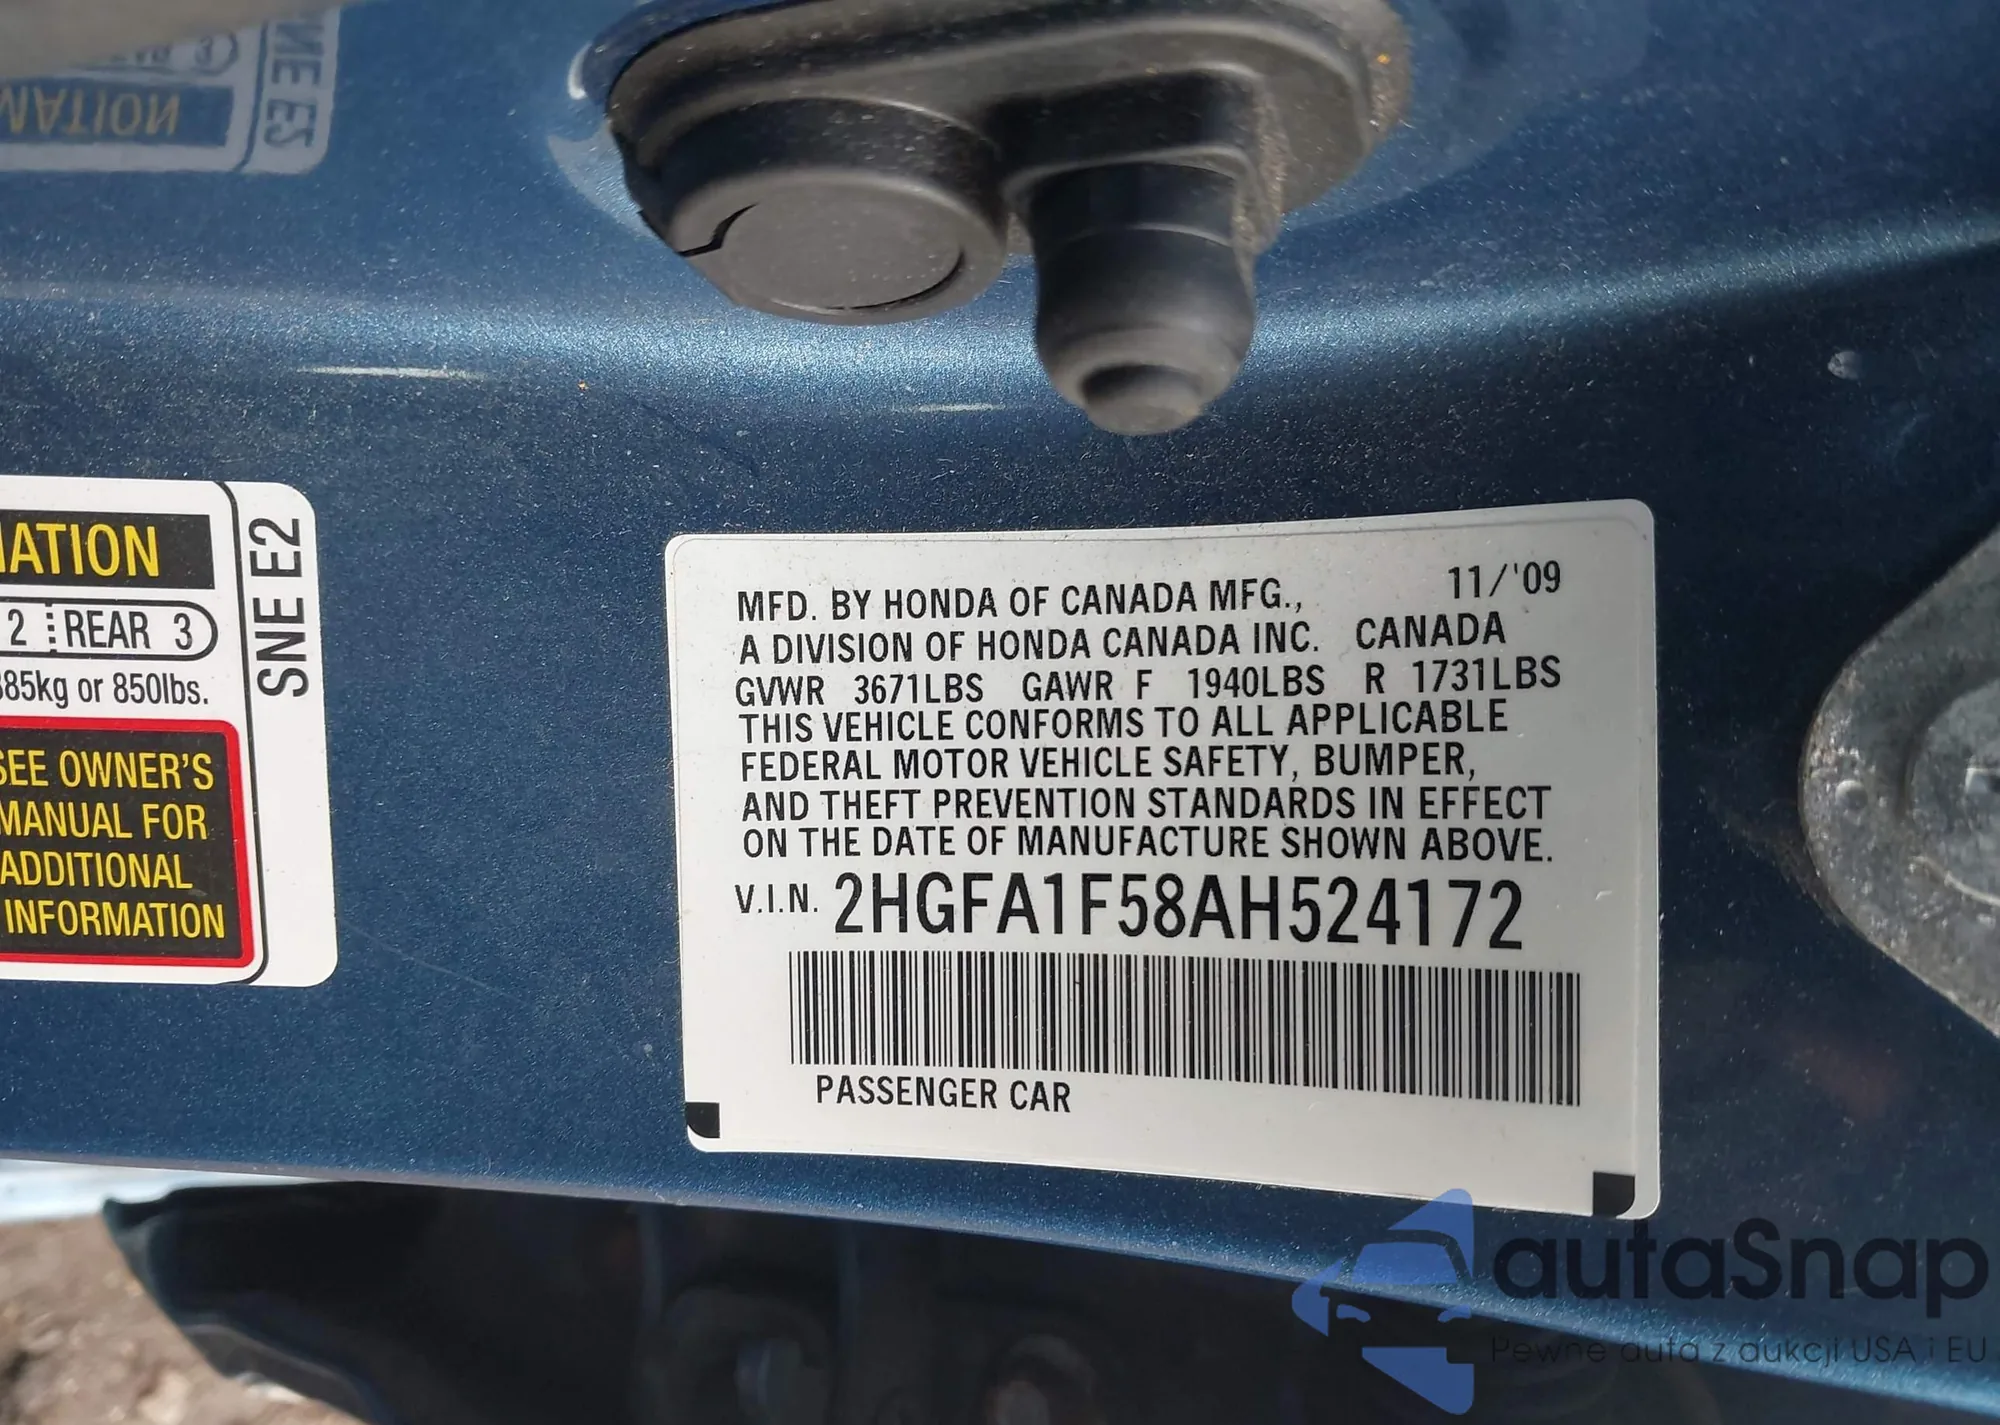 NE E2
MATION
IATION
2 REAR 3
385kg or 850lbs.
SEE OWNER'S
MANUAL FOR
ADDITIONAL
INFORMATION
SNE E2
MFD. BY HONDA OF CANADA MFG., 11/'09
A DIVISION OF HONDA CANADA INC. CANADA
GVWR 3671LBS GAWR F 1940LBS R 1731LBS
THIS VEHICLE CONFORMS TO ALL APPLICABLE
FEDERAL MOTOR VEHICLE SAFETY, BUMPER,
AND THEFT PREVENTION STANDARDS IN EFFECT
ON THE DATE OF MANUFACTURE SHOWN ABOVE.
V.I.N. 2HGFA1F58AH524172
PASSENGER CAR
autaSnap
Pewne auta z aukcji USA i EU